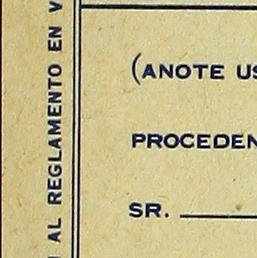 AL REGLAMENTO EN V
(ANOTE US
PROCEDEN
SR.